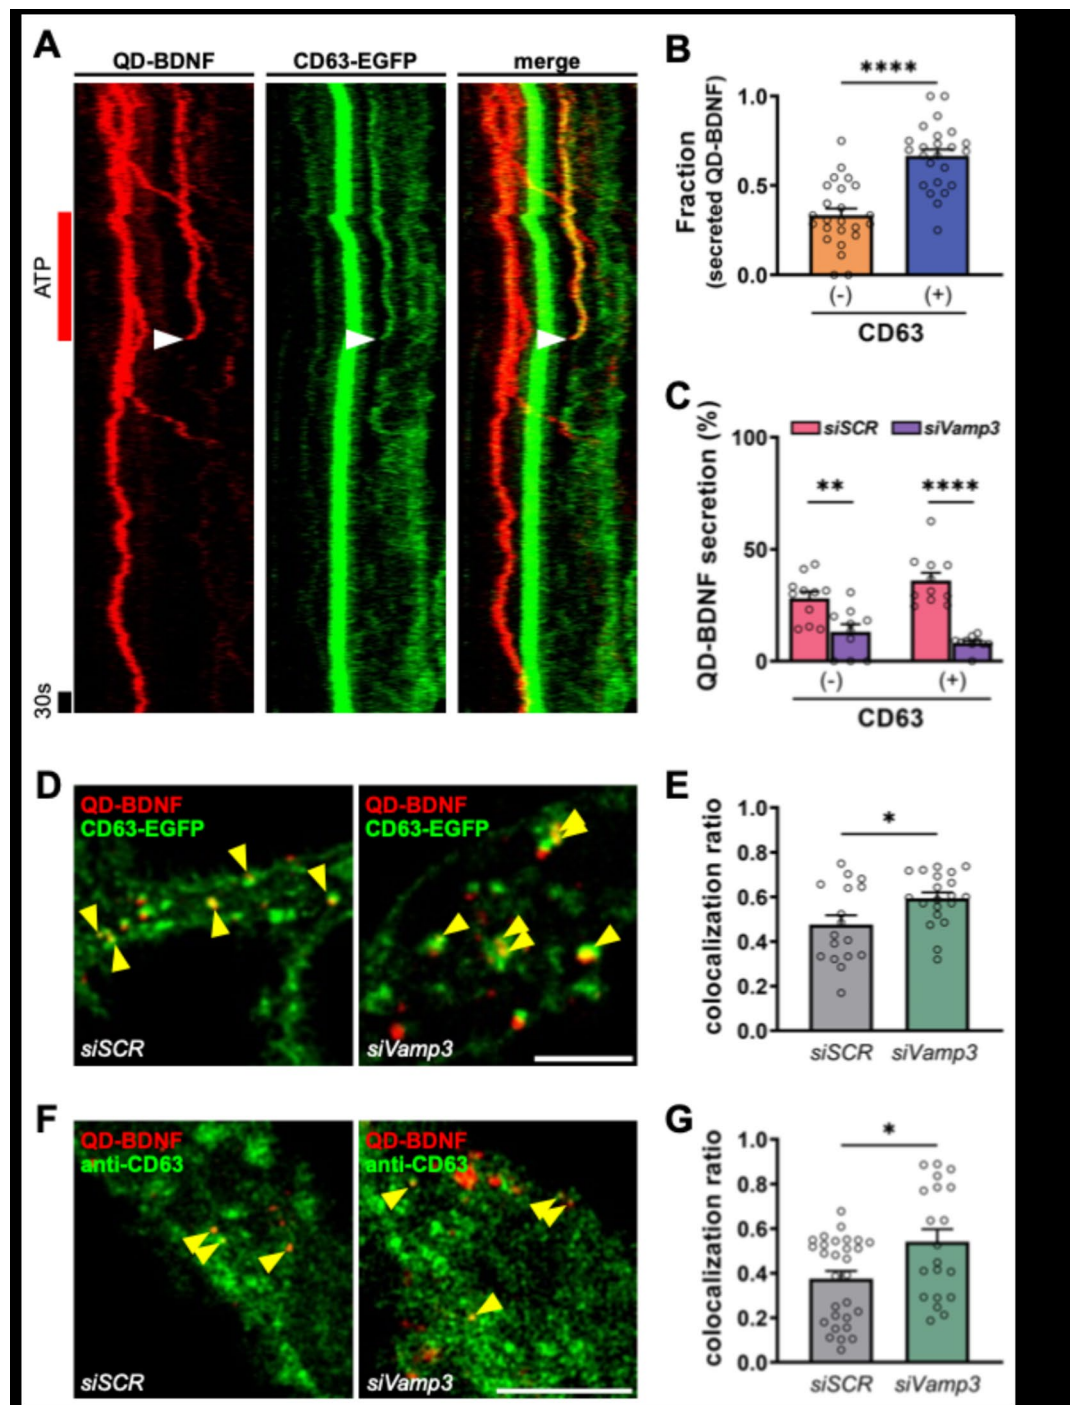 A
QD-BDNF CD63-EGFP merge
ATP
30s
B
****
Fraction
(secreted QD-BDNF)
1.0
0.5
0.0
(-) (+)
CD63
C
siSCR siVamp3
QD-BDNF secretion (%)
100
50
0
** ****
(-) (+)
CD63
D
QD-BDNF
CD63-EGFP
siSCR
QD-BDNF
CD63-EGFP
siVamp3
E
*
colocalization ratio
1.0
0.8
0.6
0.4
0.2
0.0
siSCR siVamp3
F
QD-BDNF
anti-CD63
siSCR
QD-BDNF
anti-CD63
siVamp3
G
*
colocalization ratio
1.0
0.8
0.6
0.4
0.2
0.0
siSCR siVamp3